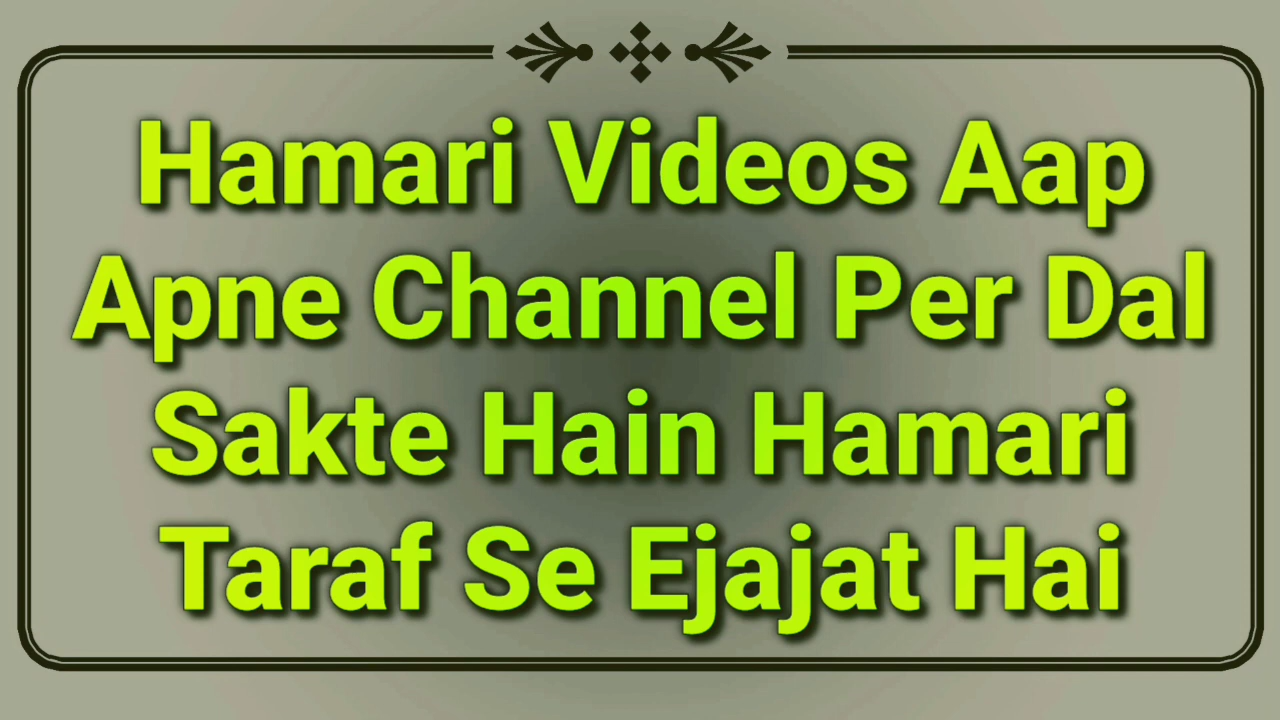 Hamari Videos Aap
Apne Channel Per Dal
Sakte Hain Hamari
Taraf Se Ejajat Hai